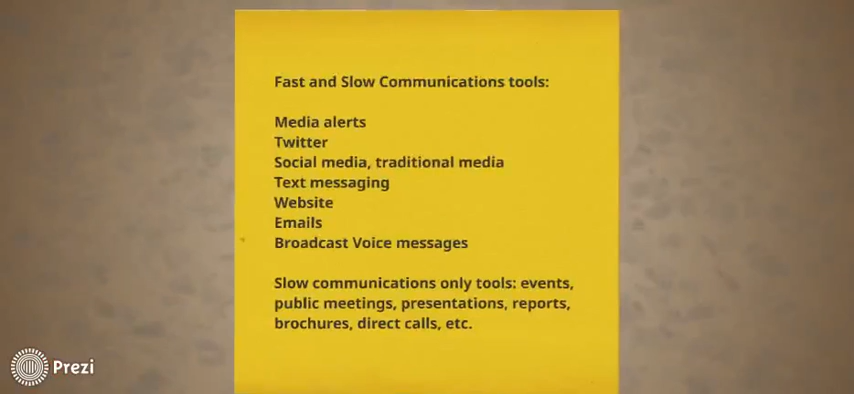 Fast and Slow Communications tools:
Media alerts
Twitter
Social media, traditional media
Text messaging
Website
Emails
Broadcast Voice messages
Slow communications only tools: events,
public meetings, presentations, reports,
brochures, direct calls, etc.
Prezi